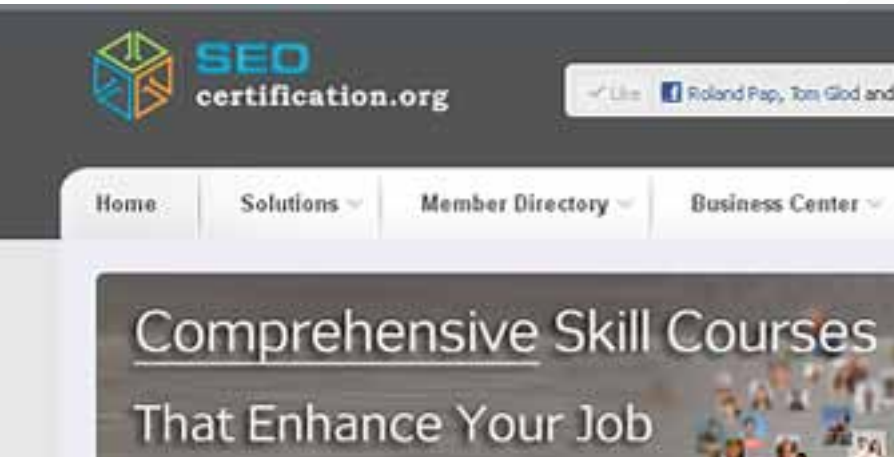 SEO
certification.org
Like Roland Pap, Tom Glod and
Home Solutions Member Directory Business Center
Comprehensive Skill Courses
That Enhance Your Job